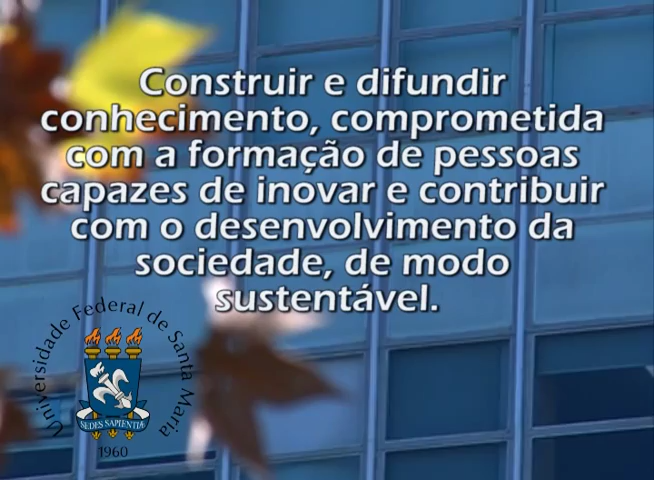 Construir e difundir
conhecimento, comprometida
com a formação de pessoas
capazes de inovar e contribuir
com o desenvolvimento da
sociedade, de modo
sustentável.
Universidade Federal de Santa Maria
SEDES SAPIENTIÆ
1960